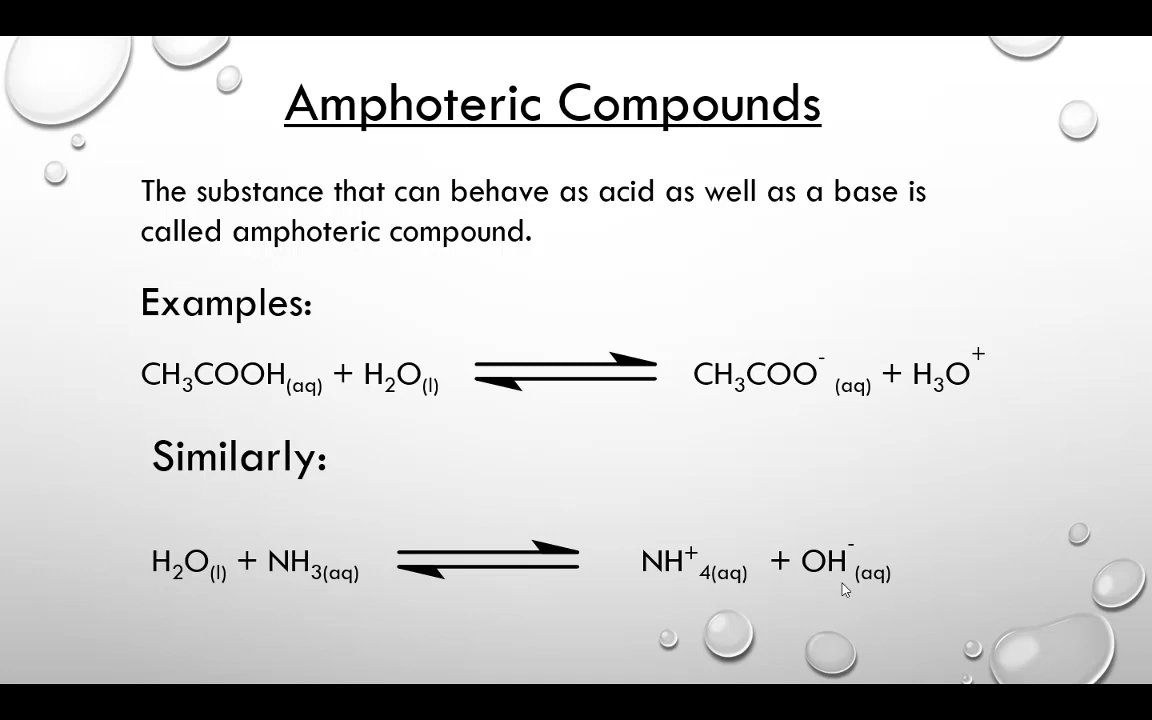 Amphoteric Compounds
The substance that can behave as acid as well as a base is
called amphoteric compound.
Examples:
CH₃COOH₍aq₎ + H₂O₍l₎ ⇌ CH₃COO⁻ ₍aq₎ + H₃O⁺
Similarly:
H₂O₍l₎ + NH₃₍aq₎ ⇌ NH⁺₄₍aq₎ + OH⁻₍aq₎